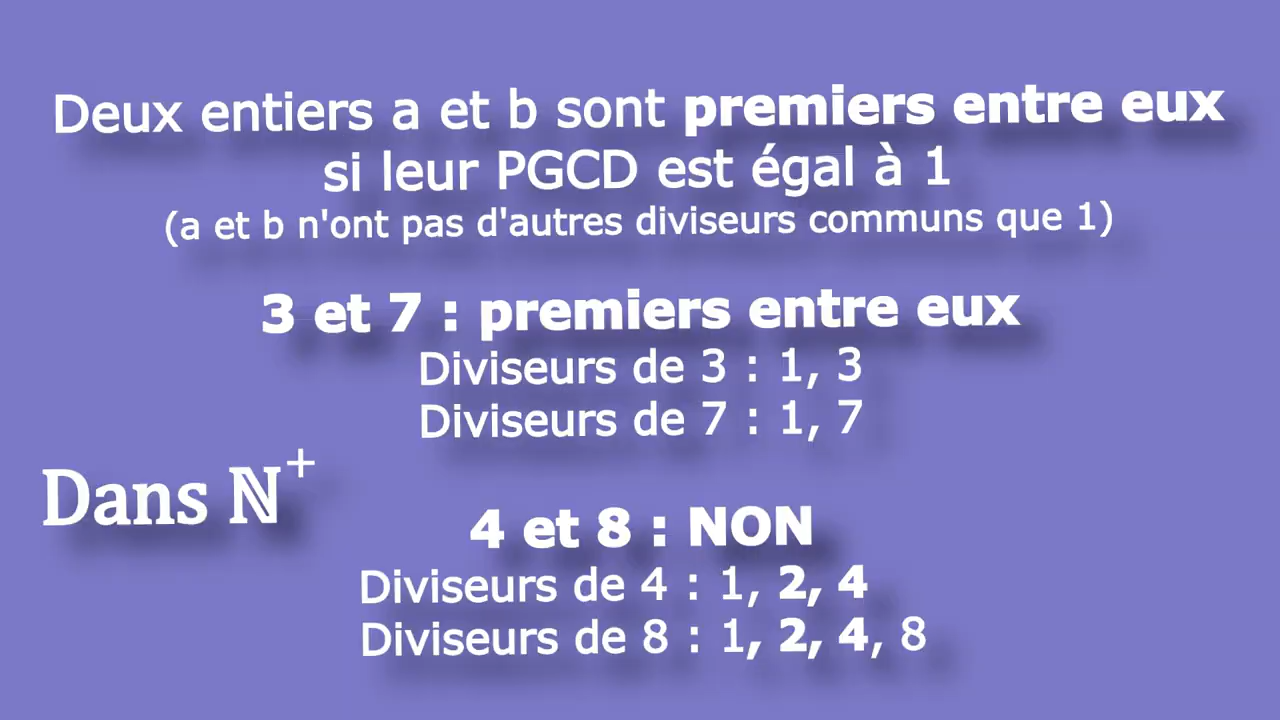 Deux entiers a et b sont premiers entre eux
si leur PGCD est égal à 1
(a et b n'ont pas d'autres diviseurs communs que 1)
3 et 7 : premiers entre eux
Diviseurs de 3 : 1, 3
Diviseurs de 7 : 1, 7
Dans ℕ⁺
4 et 8 : NON
Diviseurs de 4 : 1, 2, 4
Diviseurs de 8 : 1, 2, 4, 8